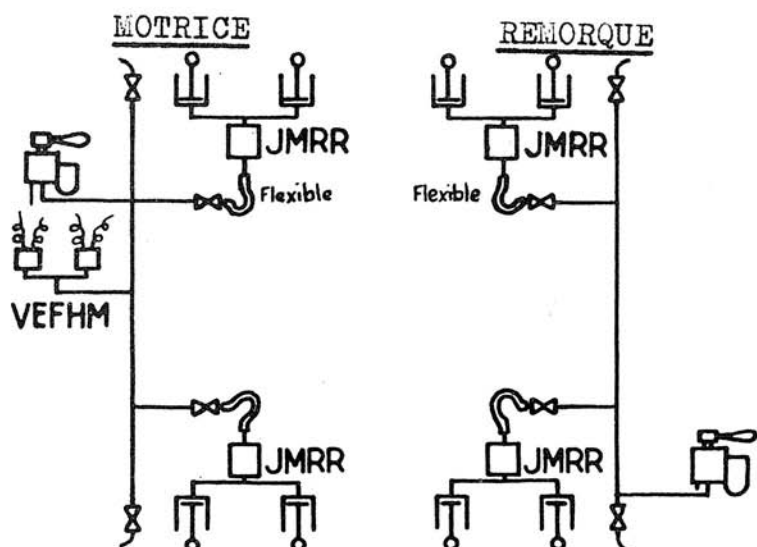 MOTRICE
REMORQUE
JMRR
JMRR
Flexible
Flexible
VEFHM
JMRR
JMRR